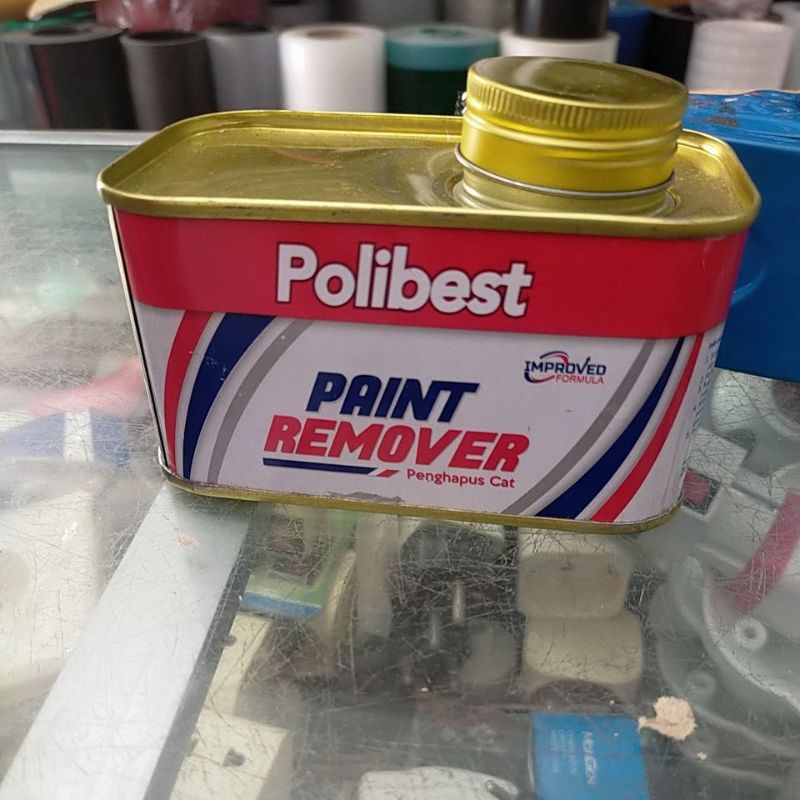 Polibest
IMPROVED
FORMULA
PAINT
REMOVER
Penghapus Cat